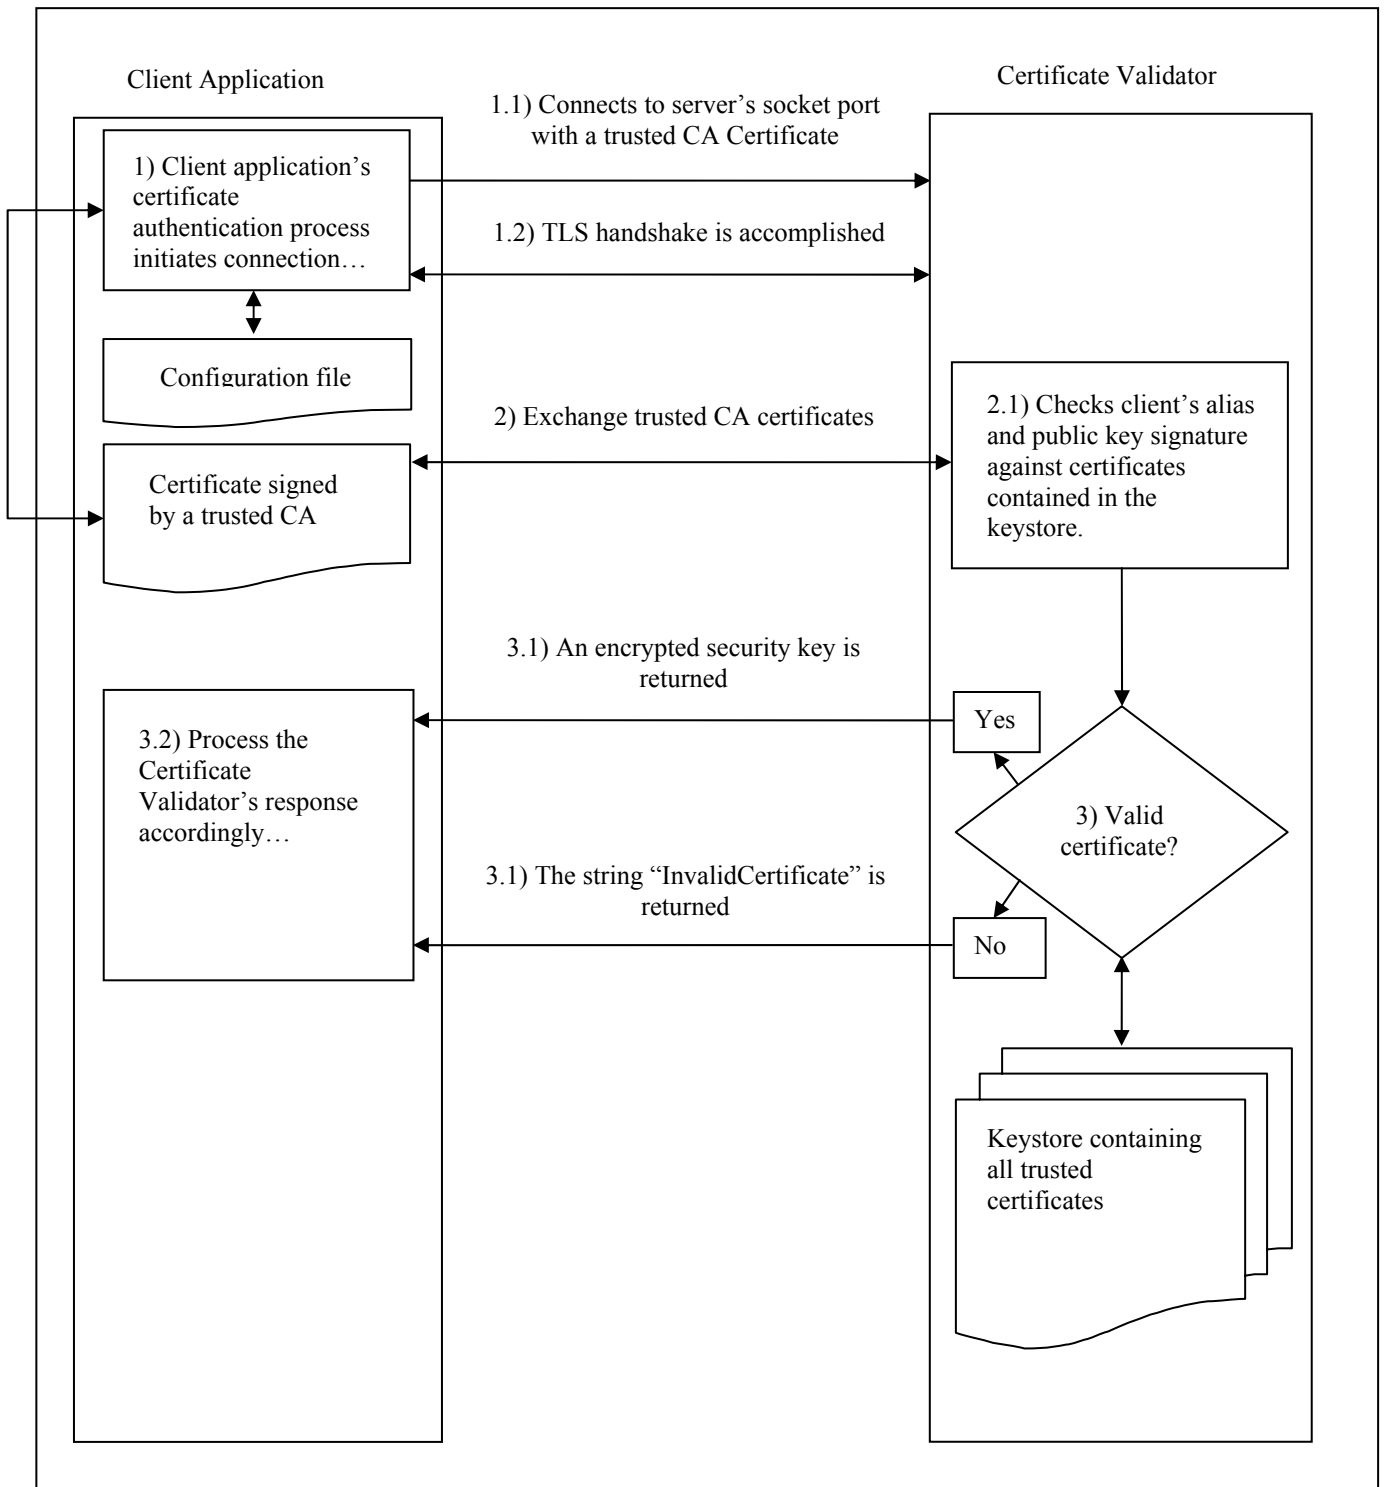 Client Application
Certificate Validator
1.1) Connects to server’s socket port
with a trusted CA Certificate
1) Client application’s
certificate
authentication process
initiates connection…
1.2) TLS handshake is accomplished
Configuration file
2) Exchange trusted CA certificates
2.1) Checks client’s alias
and public key signature
against certificates
contained in the
keystore.
Certificate signed
by a trusted CA
3.1) An encrypted security key is
returned
Yes
3.2) Process the
Certificate
Validator’s response
accordingly…
3) Valid
certificate?
3.1) The string “InvalidCertificate” is
returned
No
Keystore containing
all trusted
certificates